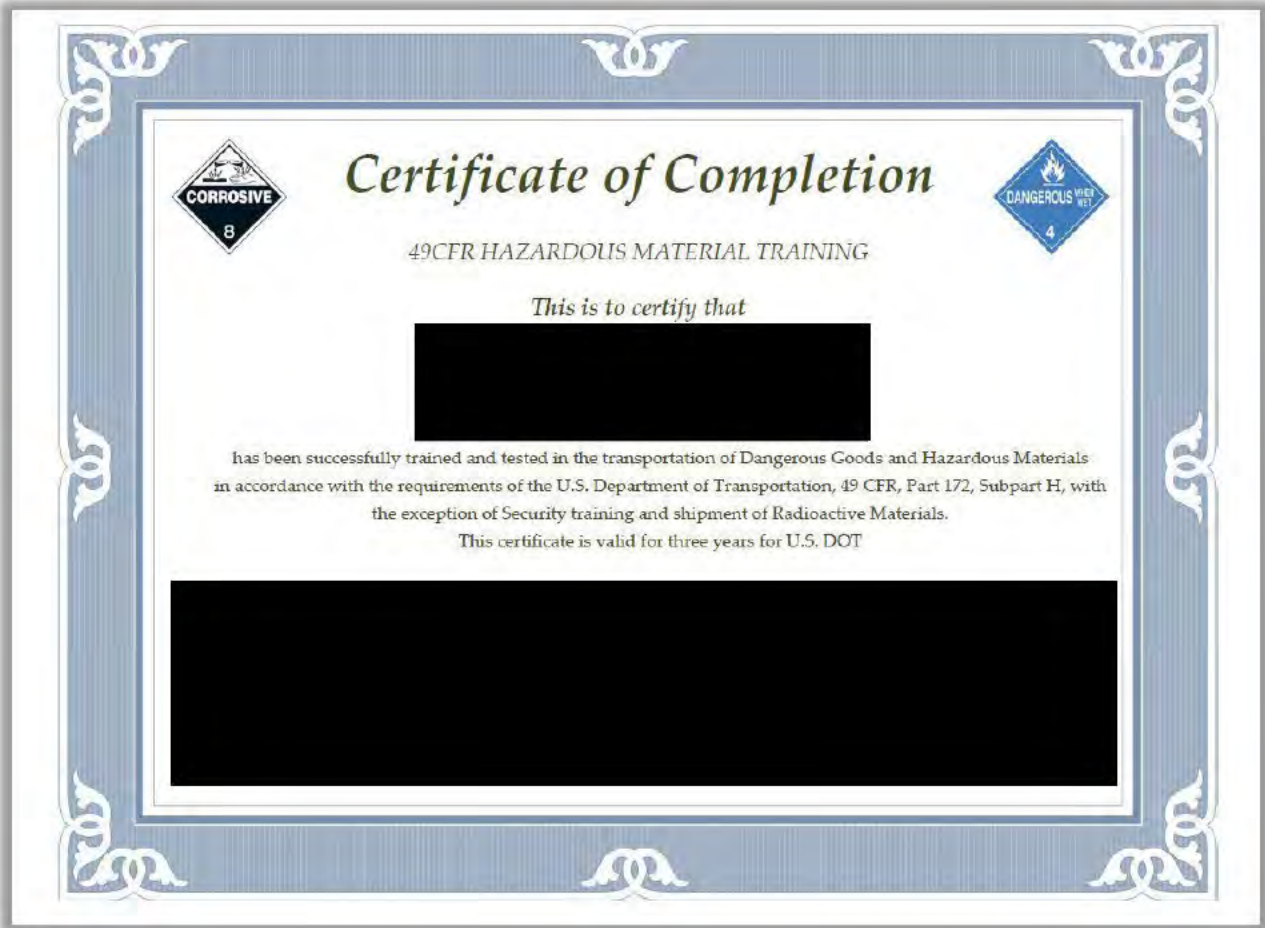 Certificate of Completion
CORROSIVE
8
DANGEROUS WHEN WET
4
49CFR HAZARDOUS MATERIAL TRAINING
This is to certify that
has been successfully trained and tested in the transportation of Dangerous Goods and Hazardous Materials
in accordance with the requirements of the U.S. Department of Transportation, 49 CFR, Part 172, Subpart H, with
the exception of Security training and shipment of Radioactive Materials.
This certificate is valid for three years for U.S. DOT